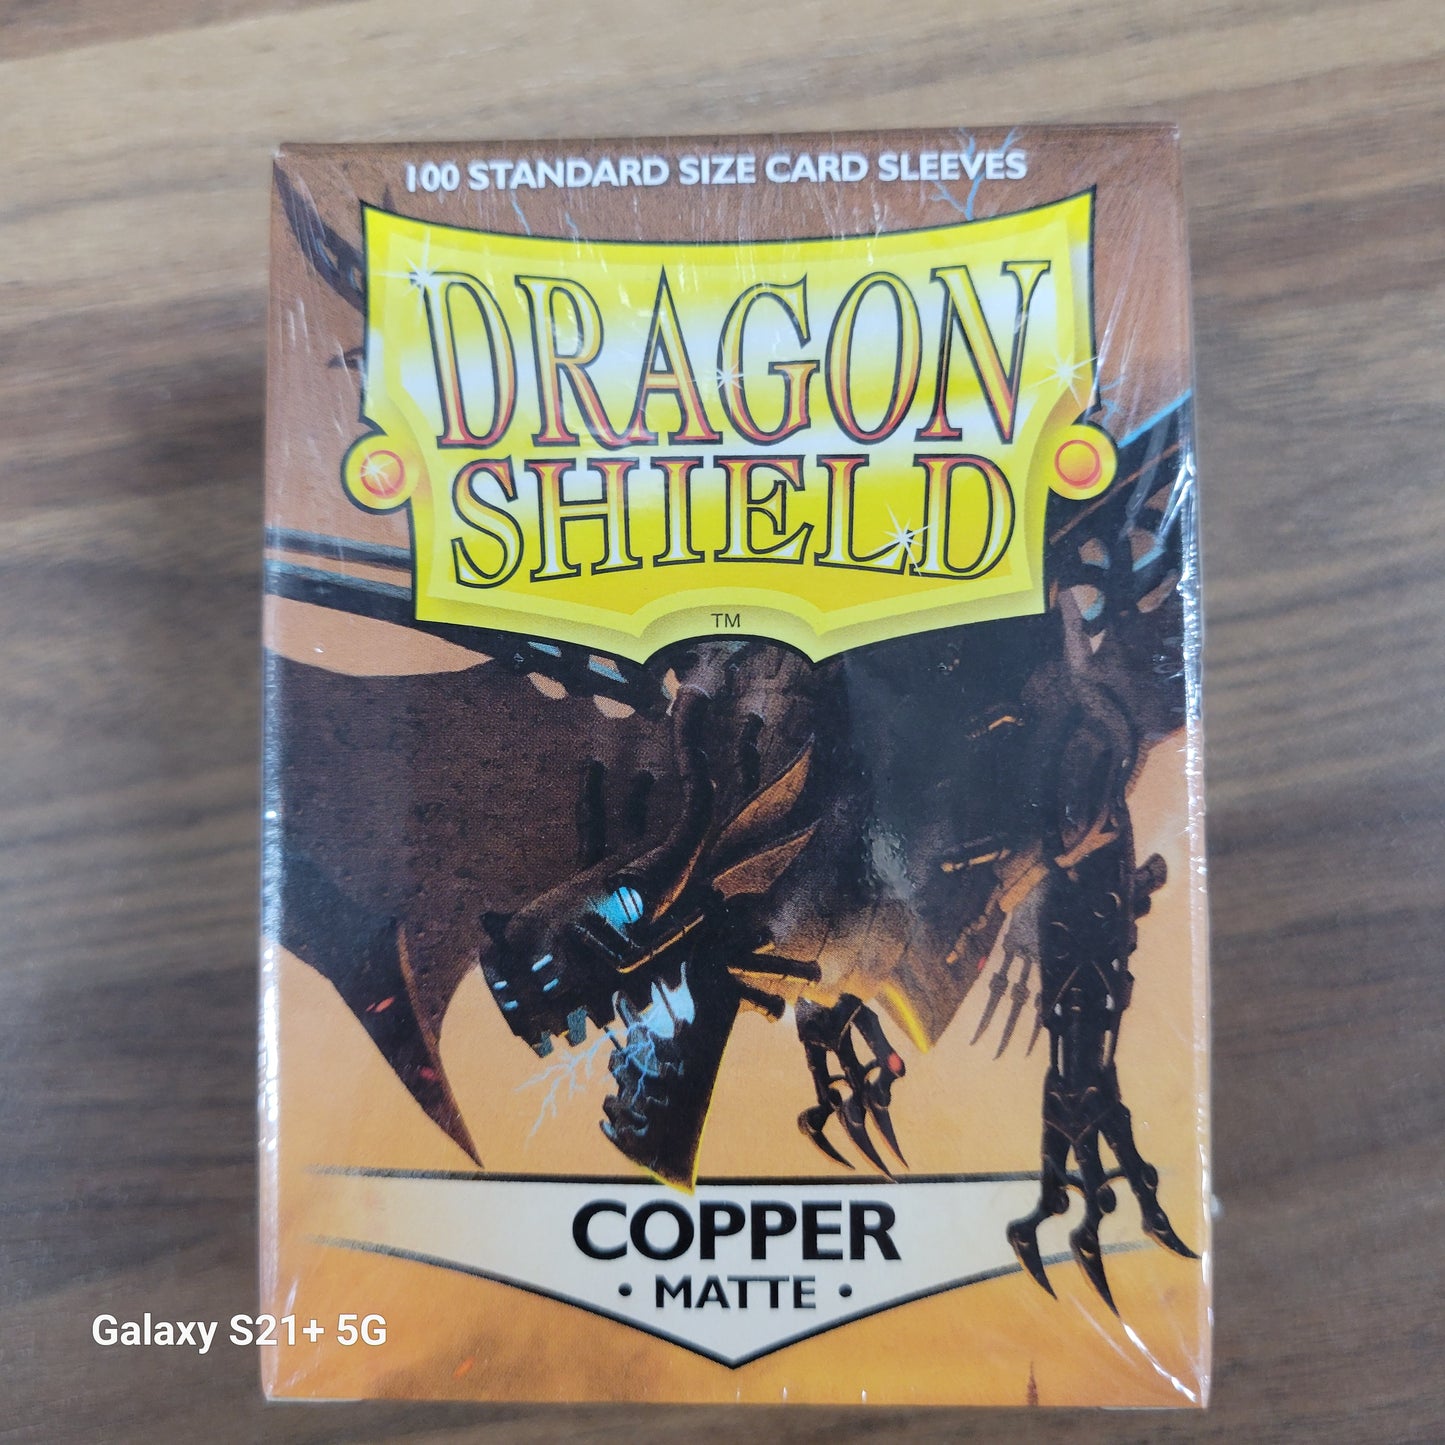 100 STANDARD SIZE CARD SLEEVES
DRAGON
SHIELD
TM
COPPER
• MATTE •
Galaxy S21+ 5G